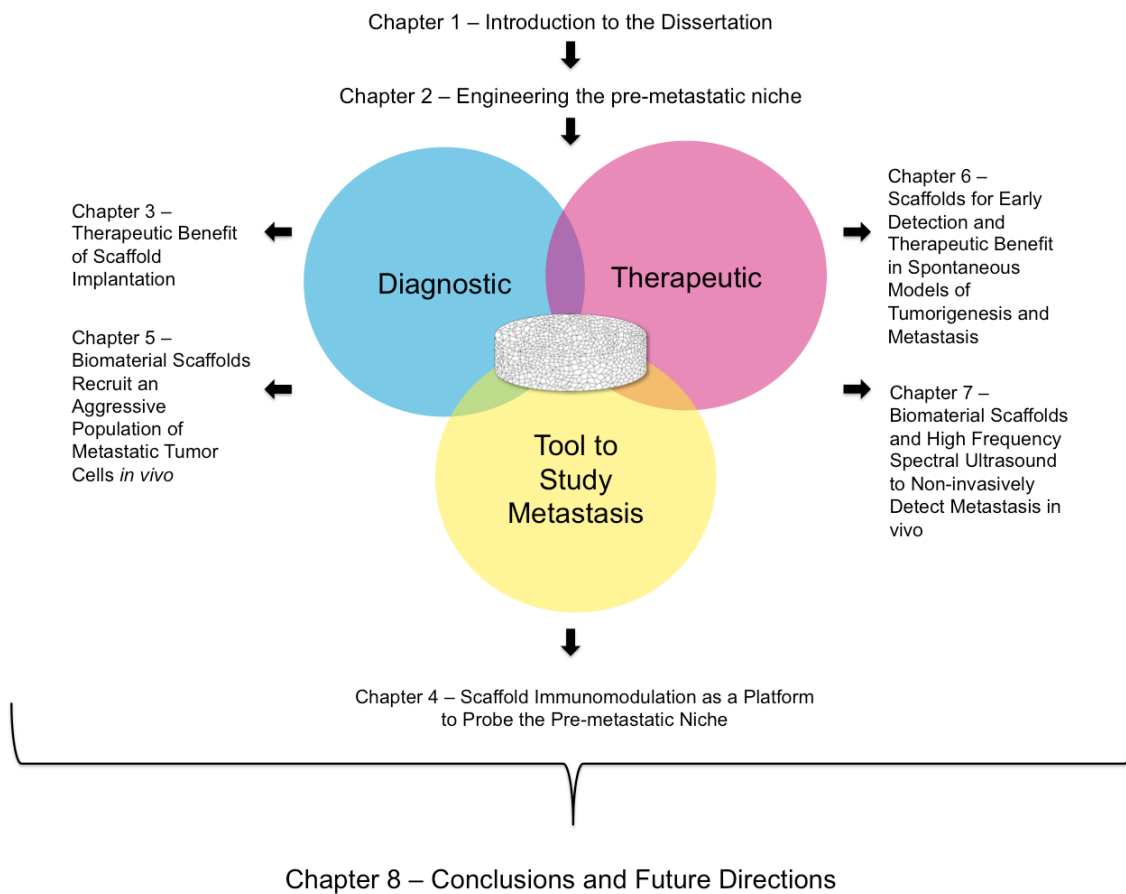 Chapter 1 – Introduction to the Dissertation
Chapter 2 – Engineering the pre-metastatic niche
Diagnostic
Therapeutic
Tool to
Study
Metastasis
Chapter 3 –
Therapeutic Benefit
of Scaffold
Implantation
Chapter 5 –
Biomaterial Scaffolds
Recruit an
Aggressive
Population of
Metastatic Tumor
Cells in vivo
Chapter 6 –
Scaffolds for Early
Detection and
Therapeutic Benefit
in Spontaneous
Models of
Tumorigenesis and
Metastasis
Chapter 7 –
Biomaterial Scaffolds
and High Frequency
Spectral Ultrasound
to Non-invasively
Detect Metastasis in
vivo
Chapter 4 – Scaffold Immunomodulation as a Platform
to Probe the Pre-metastatic Niche
Chapter 8 – Conclusions and Future Directions